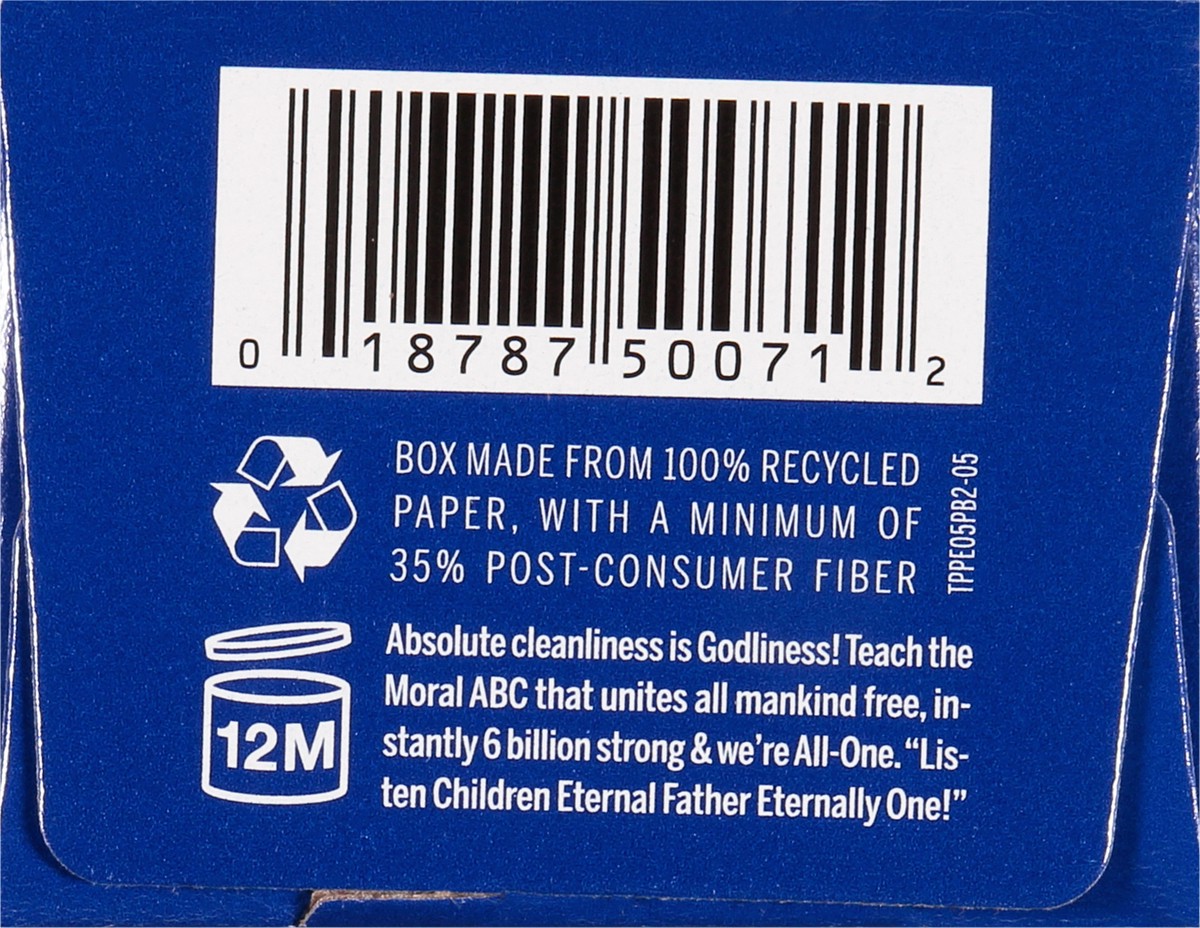 0 18787 50071 2
BOX MADE FROM 100% RECYCLED
PAPER, WITH A MINIMUM OF
35% POST-CONSUMER FIBER
TPPE05PB2-05
12M
Absolute cleanliness is Godliness! Teach the
Moral ABC that unites all mankind free, in-
stantly 6 billion strong & we're All-One. “Lis-
ten Children Eternal Father Eternally One!”